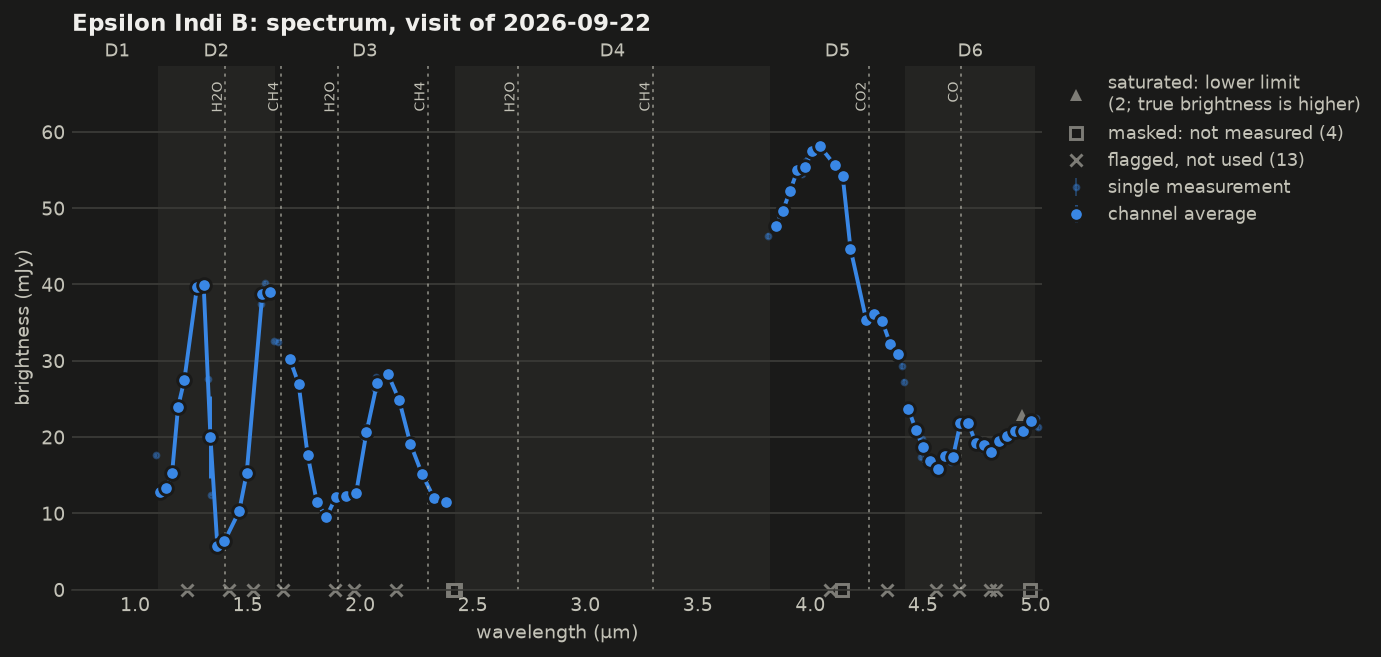 Epsilon Indi B: spectrum, visit of 2026-09-22
D1 D2 D3 D4 D5 D6
H2O CH4 H2O CH4 H2O CH4 CO2 CO
saturated: lower limit
(2; true brightness is higher)
masked: not measured (4)
flagged, not used (13)
single measurement
channel average
brightness (mJy)
60
50
40
30
20
10
0
1.0 1.5 2.0 2.5 3.0 3.5 4.0 4.5 5.0
wavelength (μm)